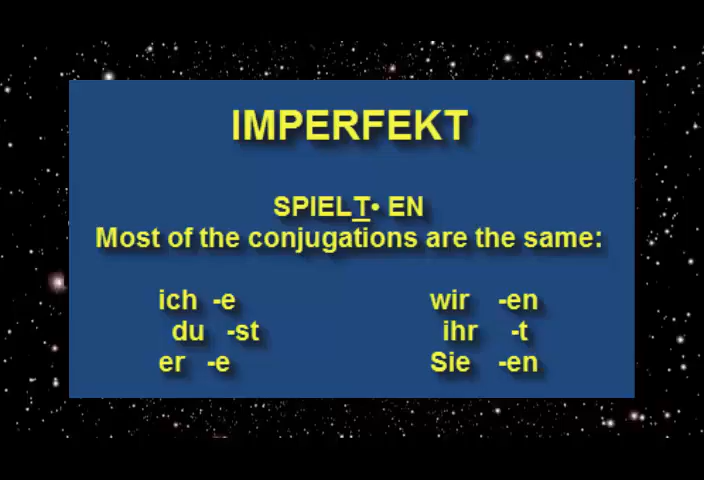 IMPERFEKT
SPIELT• EN
Most of the conjugations are the same:
ich -e wir -en
du -st ihr -t
er -e Sie -en